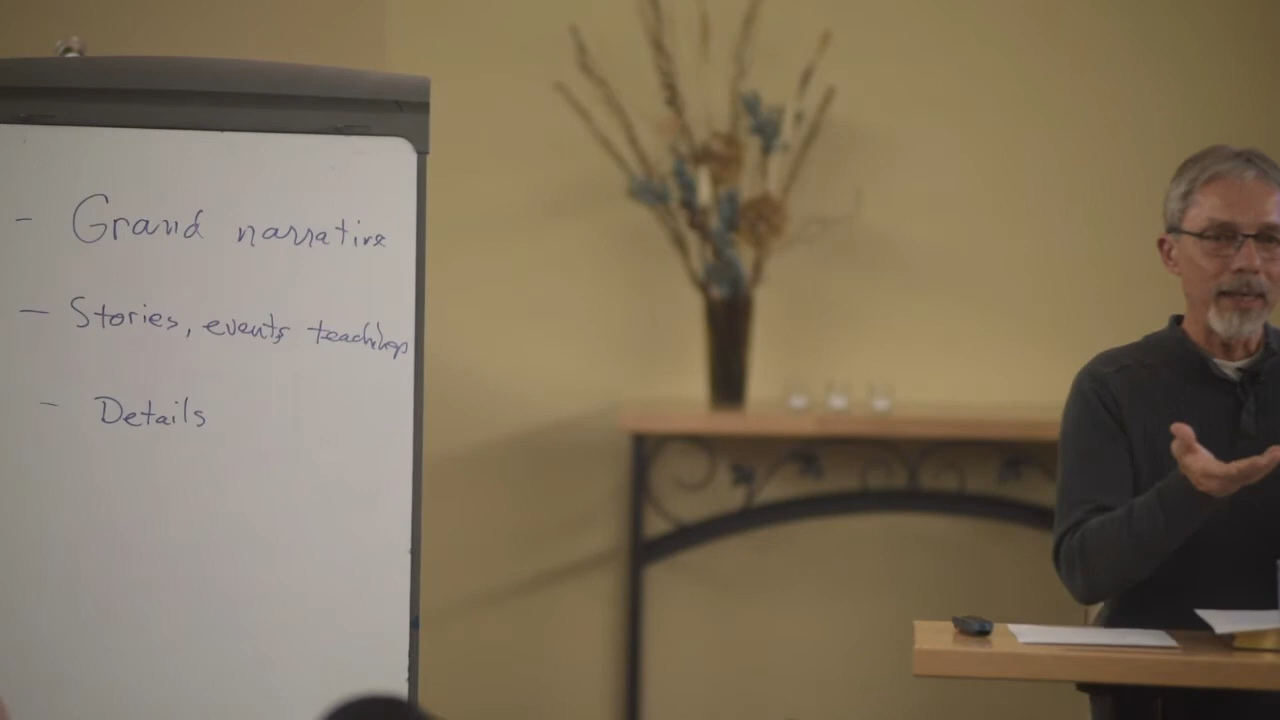 - Grand narrative
- Stories, events teachings
- Details